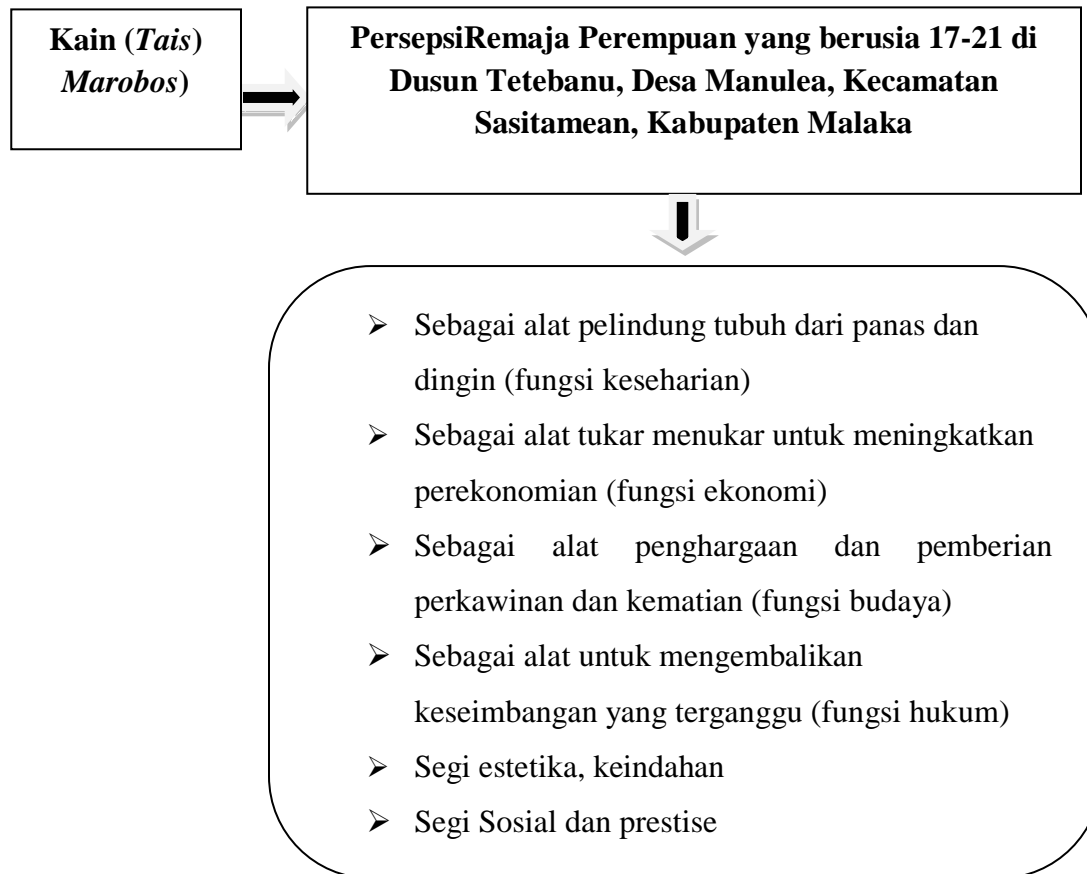 Kain (Tais)
Marobos)
PersepsiRemaja Perempuan yang berusia 17-21 di
Dusun Tetebanu, Desa Manulea, Kecamatan
Sasitamean, Kabupaten Malaka
➢ Sebagai alat pelindung tubuh dari panas dan
dingin (fungsi keseharian)
➢ Sebagai alat tukar menukar untuk meningkatkan
perekonomian (fungsi ekonomi)
➢ Sebagai alat penghargaan dan pemberian
perkawinan dan kematian (fungsi budaya)
➢ Sebagai alat untuk mengembalikan
keseimbangan yang terganggu (fungsi hukum)
➢ Segi estetika, keindahan
➢ Segi Sosial dan prestise